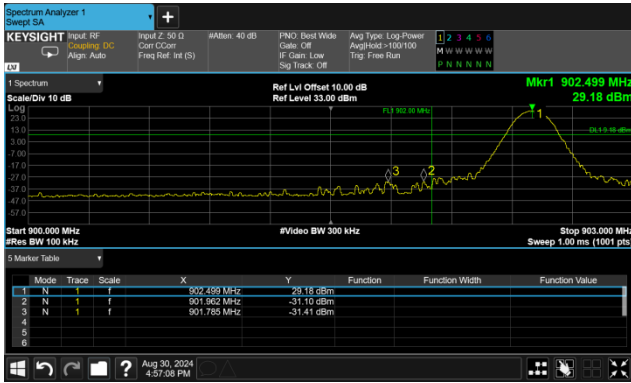 Spectrum Analyzer 1
Swept SA
+
KEYSIGHT
Input: RF
Coupling: DC
Align: Auto
Input Z: 50 Ω
Corr CCorr
Freq Ref: Int (S)
#Atten: 40 dB
PNO: Best Wide
Gate: Off
IF Gain: Low
Sig Track: Off
Avg Type: Log-Power
Avg|Hold:>100/100
Trig: Free Run
1 2 3 4 5 6
M W W W W W
P N N N N N
LXI
1 Spectrum
Scale/Div 10 dB
Ref Lvl Offset 10.00 dB
Ref Level 33.00 dBm
Mkr1 902.499 MHz
29.18 dBm
Log
FL1 902.00 MHz
1
23.0
13.0
DL1 9.18 dBm
3.00
-7.00
-17.0
3 2
-27.0
-37.0
-47.0
-57.0
Start 900.000 MHz
#Video BW 300 kHz
Stop 903.000 MHz
#Res BW 100 kHz
Sweep 1.00 ms (1001 pts)
5 Marker Table
Mode Trace Scale X Y Function Function Width Function Value
1 N 1 f 902.499 MHz 29.18 dBm
2 N 1 f 901.962 MHz -31.10 dBm
3 N 1 f 901.785 MHz -31.41 dBm
4
5
6
?
Aug 30, 2024
4:57:08 PM